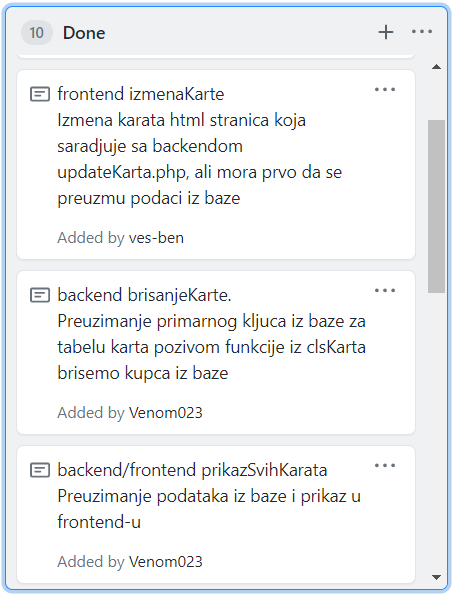 10 Done
frontend izmenaKarte
Izmena karata html stranica koja
saradjuje sa backendom
updateKarta.php, ali mora prvo da se
preuzmu podaci iz baze
Added by ves-ben
backend brisanjeKarte.
Preuzimanje primarnog kljuca iz baze za
tabelu karta pozivom funkcije iz clsKarta
brisemo kupca iz baze
Added by Venom023
backend/frontend prikazSvihKarata
Preuzimanje podataka iz baze i prikaz u
frontend-u
Added by Venom023